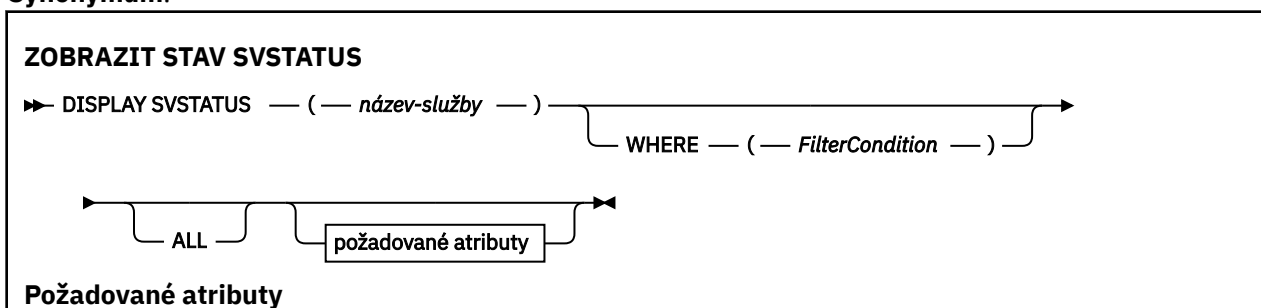 Synonymum:
ZOBRAZIT STAV SVSTATUS
DISPLAY SVSTATUS ( název-služby )
WHERE ( FilterCondition )
ALL
požadované atributy
Požadované atributy